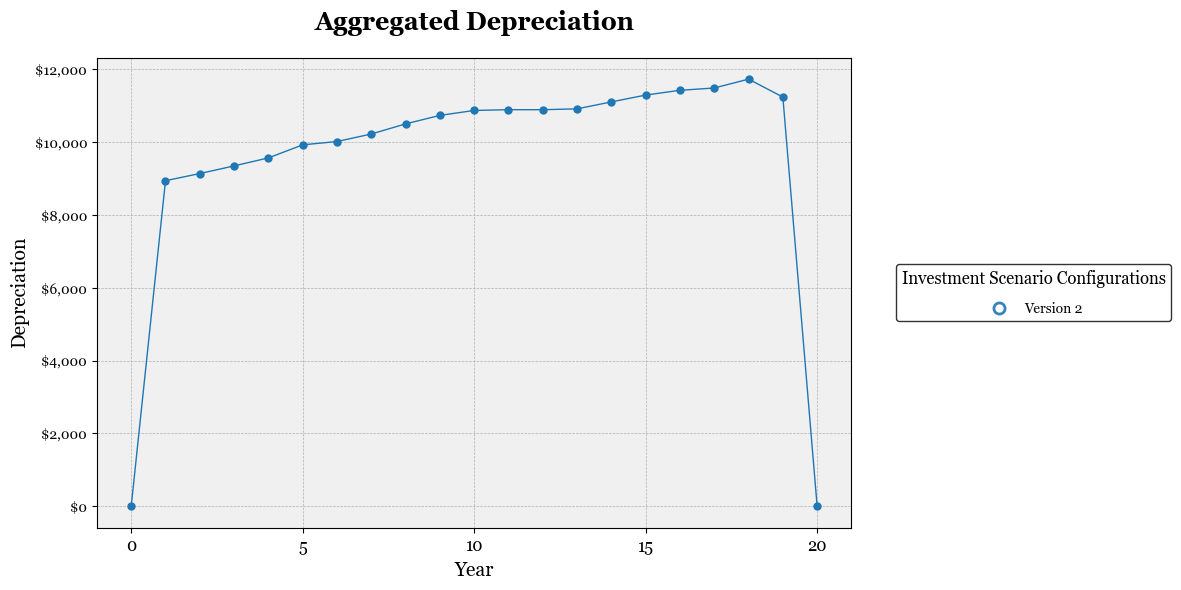 Aggregated Depreciation
$12,000
$10,000
$8,000
$6,000
$4,000
$2,000
$0
Depreciation
0 5 10 15 20
Year
Investment Scenario Configurations
Version 2